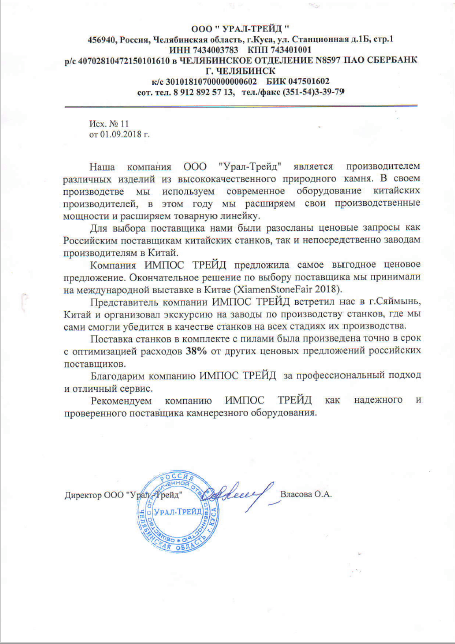 ООО " УРАЛ-ТРЕЙД "
456940, Россия, Челябинская область, г.Куса, ул. Станционная д.1Б, стр.1
ИНН 7434003783 КПП 743401001
р/с 40702810472150101610 в ЧЕЛЯБИНСКОЕ ОТДЕЛЕНИЕ N8597 ПАО СБЕРБАНК
Г. ЧЕЛЯБИНСК
к/с 30101810700000000602 БИК 047501602
сот. тел. 8 912 892 57 13, тел./факс (351-54)3-39-79
Исх. № 11
от 01.09.2018 г.
Наша компания ООО "Урал-Трейд" является производителем
различных изделий из высококачественного природного камня. В своем
производстве мы используем современное оборудование китайских
производителей, в этом году мы расширяем свои производственные
мощности и расширяем товарную линейку.
Для выбора поставщика нами были разосланы ценовые запросы как
Российским поставщикам китайских станков, так и непосредственно заводам
производителям в Китай.
Компания ИМПОС ТРЕЙД предложила самое выгодное ценовое
предложение. Окончательное решение по выбору поставщика мы принимали
на международной выставке в Китае (XiamenStoneFair 2018).
Представитель компании ИМПОС ТРЕЙД встретил нас в г.Сяймынь,
Китай и организовал экскурсию на заводы по производству станков, где мы
сами смогли убедится в качестве станков на всех стадиях их производства.
Поставка станков в комплекте с пилами была произведена точно в срок
с оптимизацией расходов 38% от других ценовых предложений российских
поставщиков.
Благодарим компанию ИМПОС ТРЕЙД за профессиональный подход
и отличный сервис.
Рекомендуем компанию ИМПОС ТРЕЙД как надежного и
проверенного поставщика камнерезного оборудования.
Директор ООО "Урал-Трейд" Власова О.А.
РОССИЯ
УРАЛ-ТРЕЙД
ЧЕЛЯБИНСКАЯ ОБЛАСТЬ Г. КУСА